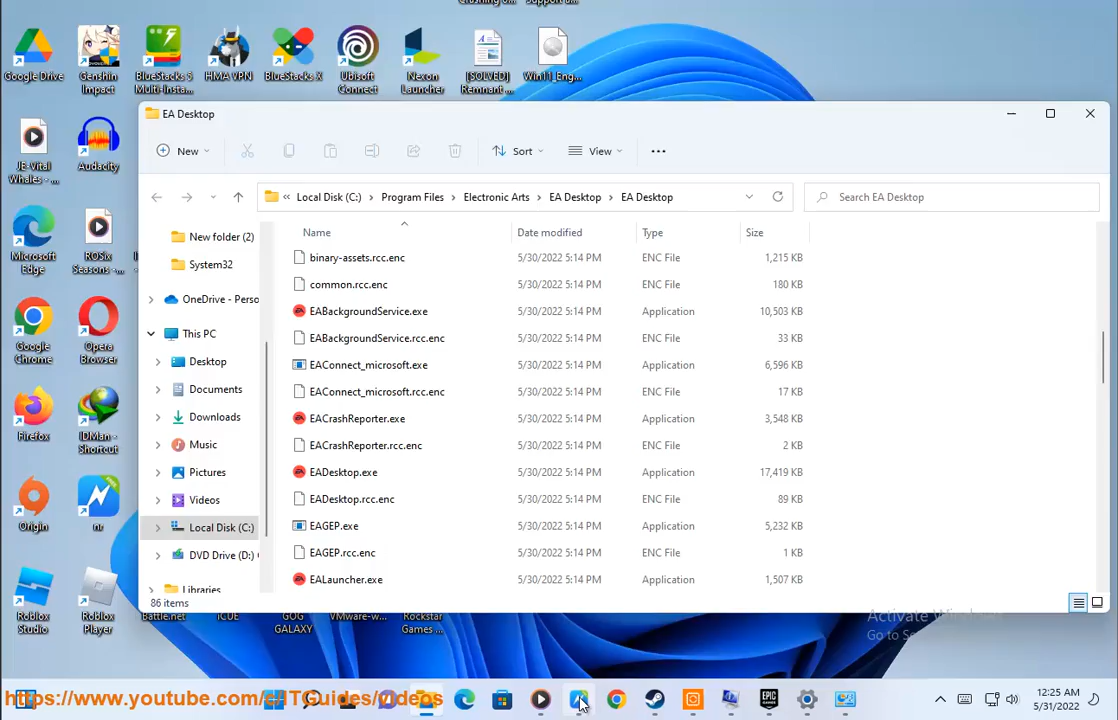 Crushing o...
Support a...
Google Drive
Genshin Impact
BlueStacks 5 Multi-Insta...
HMA VPN
BlueStacks X
Ubisoft Connect
Nexon Launcher
[SOLVED] Remnant ...
Win11_Eng...
JE-Vital Whales - ...
Audacity
Microsoft Edge
ROSix Seasons -...
Google Chrome
Opera Browser
Firefox
IDMan - Shortcut
Origin
nr
Roblox Studio
Roblox Player
Battle.net
iCUE
GOG GALAXY
VMware-w...
Rockstar Games ...
EA Desktop
New
Sort
View
Local Disk (C:) > Program Files > Electronic Arts > EA Desktop > EA Desktop
Search EA Desktop
New folder (2)
System32
OneDrive - Perso
This PC
Desktop
Documents
Downloads
Music
Pictures
Videos
Local Disk (C:)
DVD Drive (D:)
Libraries
Name Date modified Type Size
binary-assets.rcc.enc 5/30/2022 5:14 PM ENC File 1,215 KB
common.rcc.enc 5/30/2022 5:14 PM ENC File 180 KB
EABackgroundService.exe 5/30/2022 5:14 PM Application 10,503 KB
EABackgroundService.rcc.enc 5/30/2022 5:14 PM ENC File 33 KB
EAConnect_microsoft.exe 5/30/2022 5:14 PM Application 6,596 KB
EAConnect_microsoft.rcc.enc 5/30/2022 5:14 PM ENC File 17 KB
EACrashReporter.exe 5/30/2022 5:14 PM Application 3,548 KB
EACrashReporter.rcc.enc 5/30/2022 5:14 PM ENC File 2 KB
EADesktop.exe 5/30/2022 5:14 PM Application 17,419 KB
EADesktop.rcc.enc 5/30/2022 5:14 PM ENC File 89 KB
EAGEP.exe 5/30/2022 5:14 PM Application 5,232 KB
EAGEP.rcc.enc 5/30/2022 5:14 PM ENC File 1 KB
EALauncher.exe 5/30/2022 5:14 PM Application 1,507 KB
86 items
Activate Windows
Go to Se
https://www.youtube.com/c/ITGuides/videos
EPIC GAMES
12:25 AM
5/31/2022